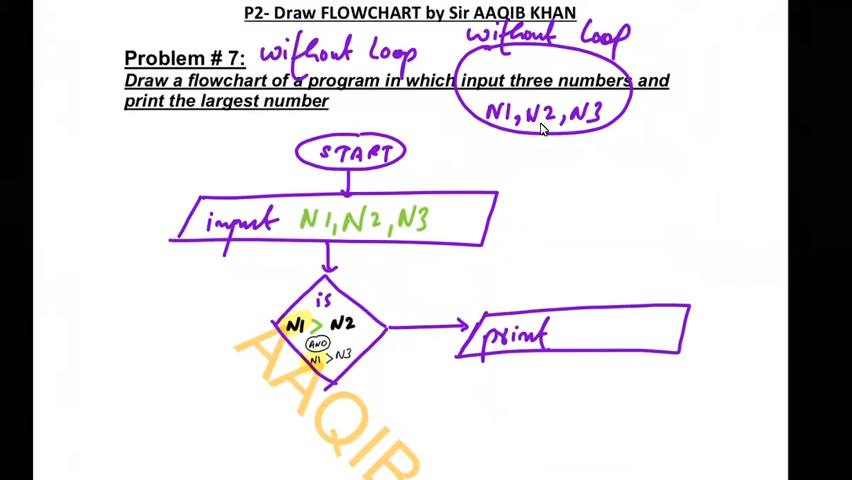 P2- Draw FLOWCHART by Sir AAQIB KHAN
without Loop
without Loop
Problem # 7:
Draw a flowchart of a program in which input three numbers and
print the largest number
N1, N2, N3
START
input N1, N2, N3
is
N1 > N2
AND
N1 > N3
print
AAQIB